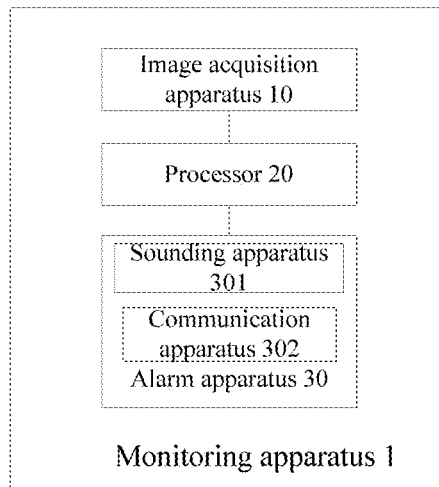 Image acquisition
apparatus 10
Processor 20
Sounding apparatus
301
Communication
apparatus 302
Alarm apparatus 30
Monitoring apparatus 1